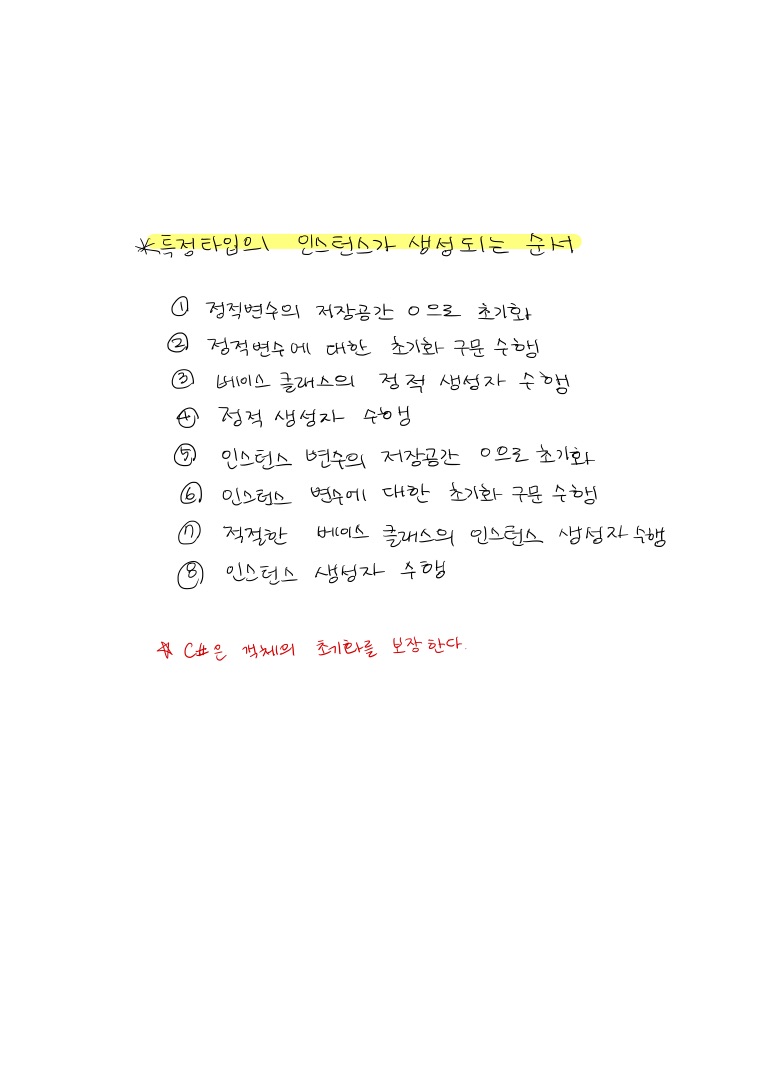 *특정타입의 인스턴스가 생성되는 순서
① 정적변수의 저장공간 0으로 초기화
② 정적변수에 대한 초기화 구문 수행
③ 베이스 클래스의 정적 생성자 수행
④ 정적 생성자 수행
⑤ 인스턴스 변수의 저장공간 0으로 초기화
⑥ 인스턴스 변수에 대한 초기화 구문 수행
⑦ 적절한 베이스 클래스의 인스턴스 생성자 수행
⑧ 인스턴스 생성자 수행
☆ C#은 객체의 초기화를 보장한다.